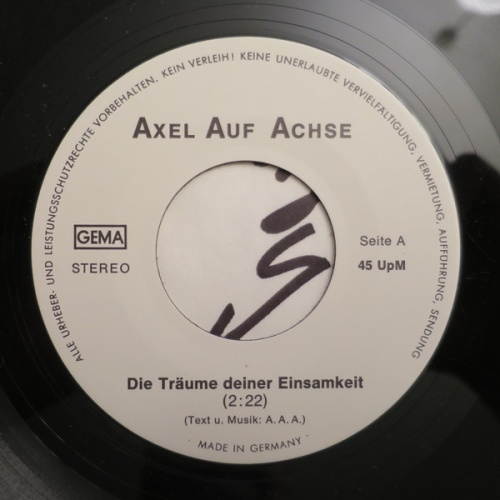 ALLE URHEBER- UND LEISTUNGSSCHUTZRECHTE VORBEHALTEN. KEIN VERLEIH! KEINE UNERLAUBTE VERVIELFÄLTIGUNG, VERMIETUNG, AUFFÜHRUNG, SENDUNG
AXEL AUF ACHSE
GEMA
STEREO
Seite A
45 UpM
Die Träume deiner Einsamkeit
(2:22)
(Text u. Musik: A. A. A.)
· MADE IN GERMANY ·